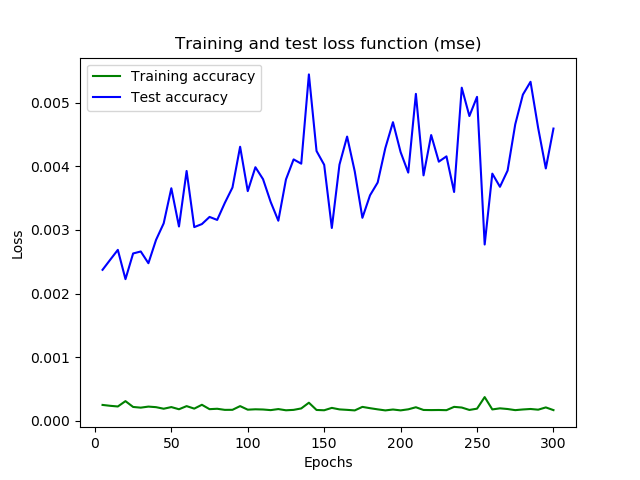 Training and test loss function (mse)
Training accuracy
Test accuracy
0.005
0.004
0.003
0.002
0.001
0.000
Loss
0
50
100
150
200
250
300
Epochs